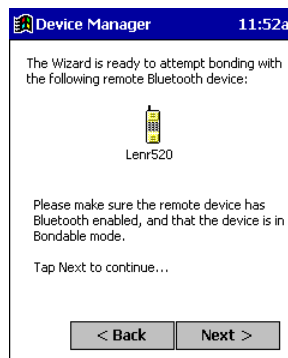 Device Manager 11:52a
The Wizard is ready to attempt bonding with
the following remote Bluetooth device:
Lenr520
Please make sure the remote device has
Bluetooth enabled, and that the device is in
Bondable mode.
Tap Next to continue...
< Back Next >